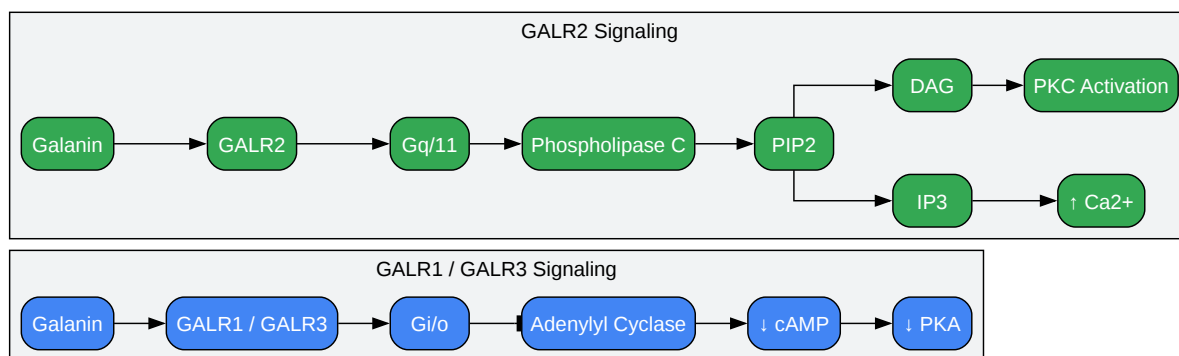 GALR2 Signaling
DAG
PKC Activation
Galanin
GALR2
Gq/11
Phospholipase C
PIP2
IP3
↑ Ca2+
GALR1 / GALR3 Signaling
Galanin
GALR1 / GALR3
Gi/o
Adenylyl Cyclase
↓ cAMP
↓ PKA